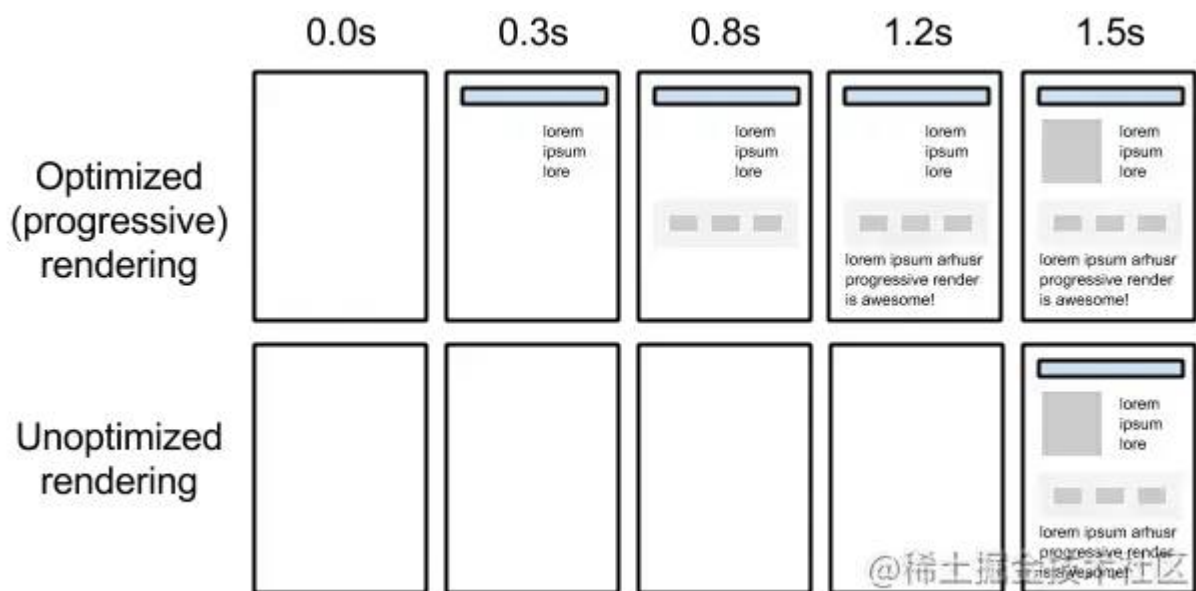 0.0s 0.3s 0.8s 1.2s 1.5s
Optimized
(progressive)
rendering
lorem
ipsum
lore
lorem
ipsum
lore
lorem
ipsum
lore
lorem ipsum arhusr
progressive render
is awesome!
lorem
ipsum
lore
lorem ipsum arhusr
progressive render
is awesome!
Unoptimized
rendering
lorem
ipsum
lore
lorem ipsum arhusr
progressive render
is awesome!
@稀土掘金技术社区